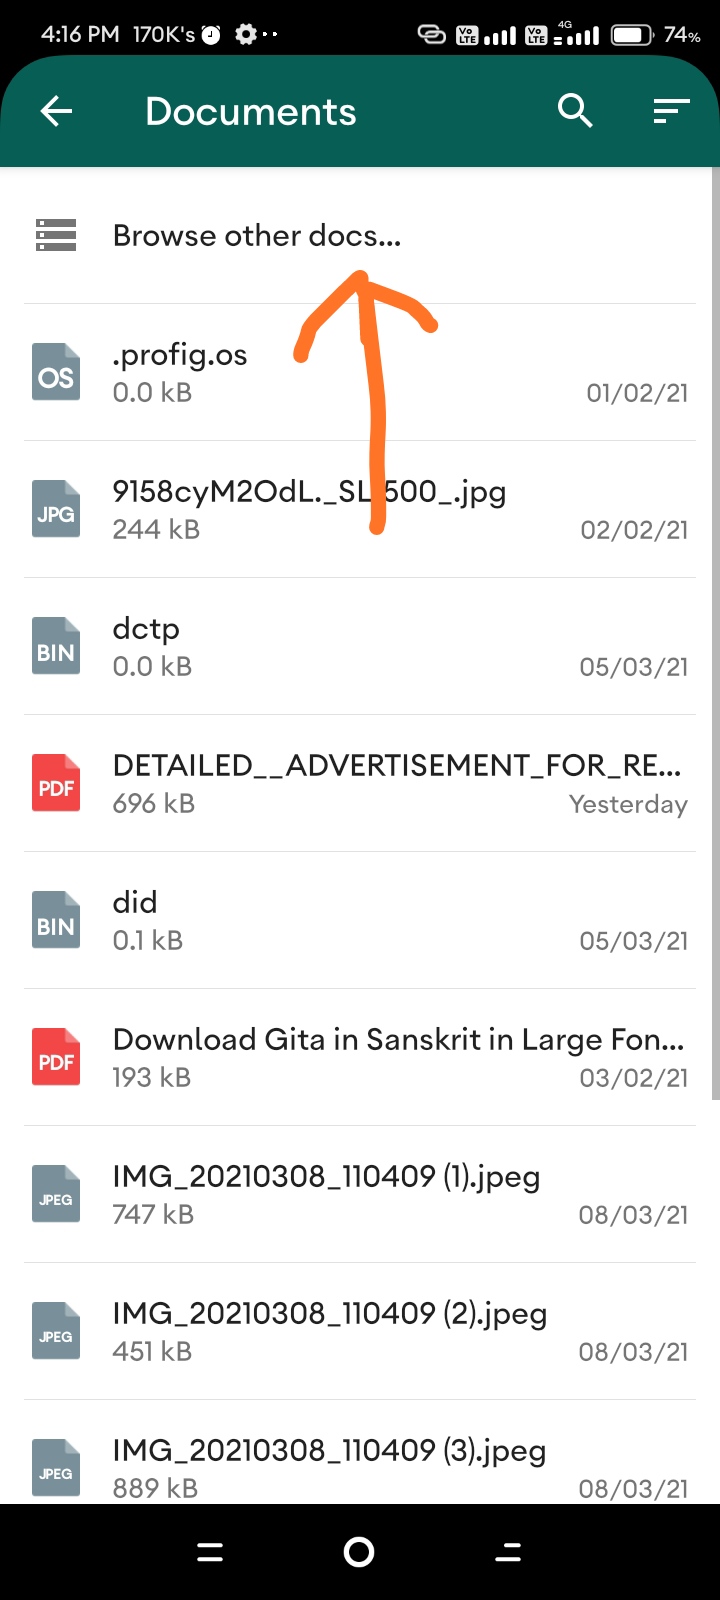 4:16 PM 170K's 4G 74%
Vo LTE Vo LTE
Documents
Browse other docs...
.profig.os
OS
0.0 kB 01/02/21
9158cyM2OdL._SL 500_.jpg
JPG
244 kB 02/02/21
dctp
BIN
0.0 kB 05/03/21
DETAILED__ADVERTISEMENT_FOR_RE...
PDF
696 kB Yesterday
did
BIN
0.1 kB 05/03/21
Download Gita in Sanskrit in Large Fon...
PDF
193 kB 03/02/21
IMG_20210308_110409 (1).jpeg
JPEG
747 kB 08/03/21
IMG_20210308_110409 (2).jpeg
JPEG
451 kB 08/03/21
IMG_20210308_110409 (3).jpeg
JPEG
889 kB 08/03/21